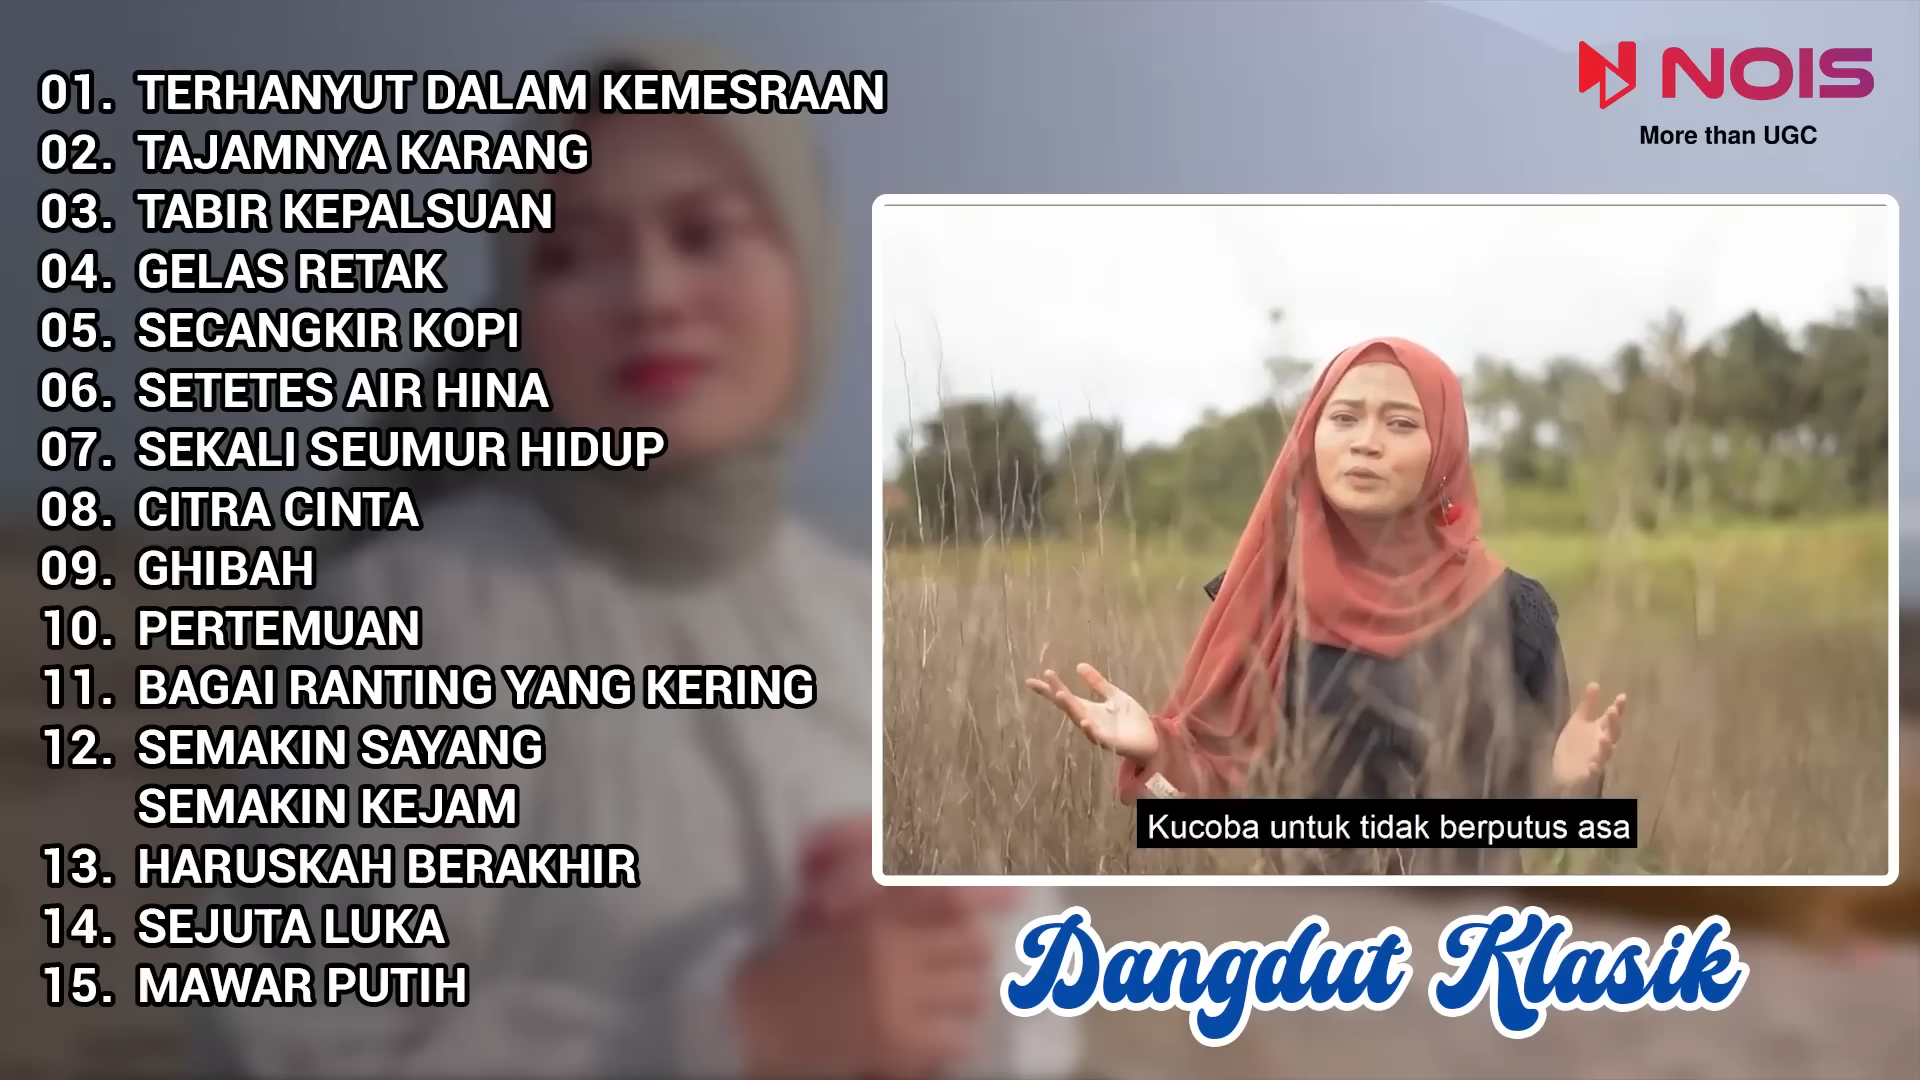 01. TERHANYUT DALAM KEMESRAAN
02. TAJAMNYA KARANG
03. TABIR KEPALSUAN
04. GELAS RETAK
05. SECANGKIR KOPI
06. SETETES AIR HINA
07. SEKALI SEUMUR HIDUP
08. CITRA CINTA
09. GHIBAH
10. PERTEMUAN
11. BAGAI RANTING YANG KERING
12. SEMAKIN SAYANG
SEMAKIN KEJAM
13. HARUSKAH BERAKHIR
14. SEJUTA LUKA
15. MAWAR PUTIH
NOIS
More than UGC
Kucoba untuk tidak berputus asa
Dangdut Klasik